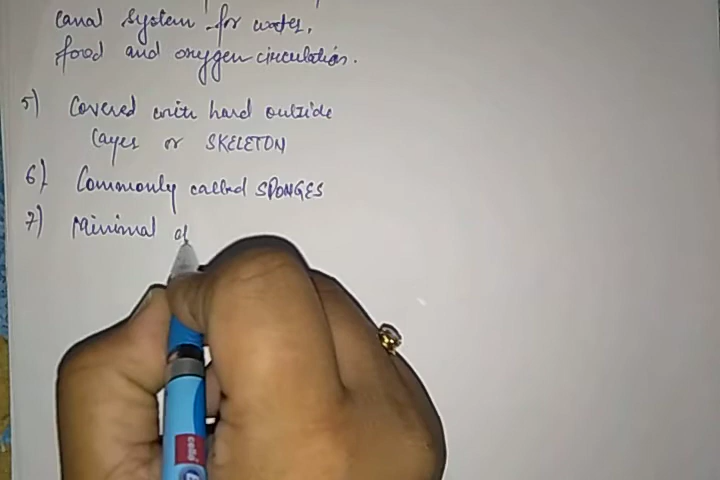 canal system for water,
food and oxygen circulation.
5) Covered with hard outside
layer or SKELETON
6) Commonly called SPONGES
7) Minimal d
cello